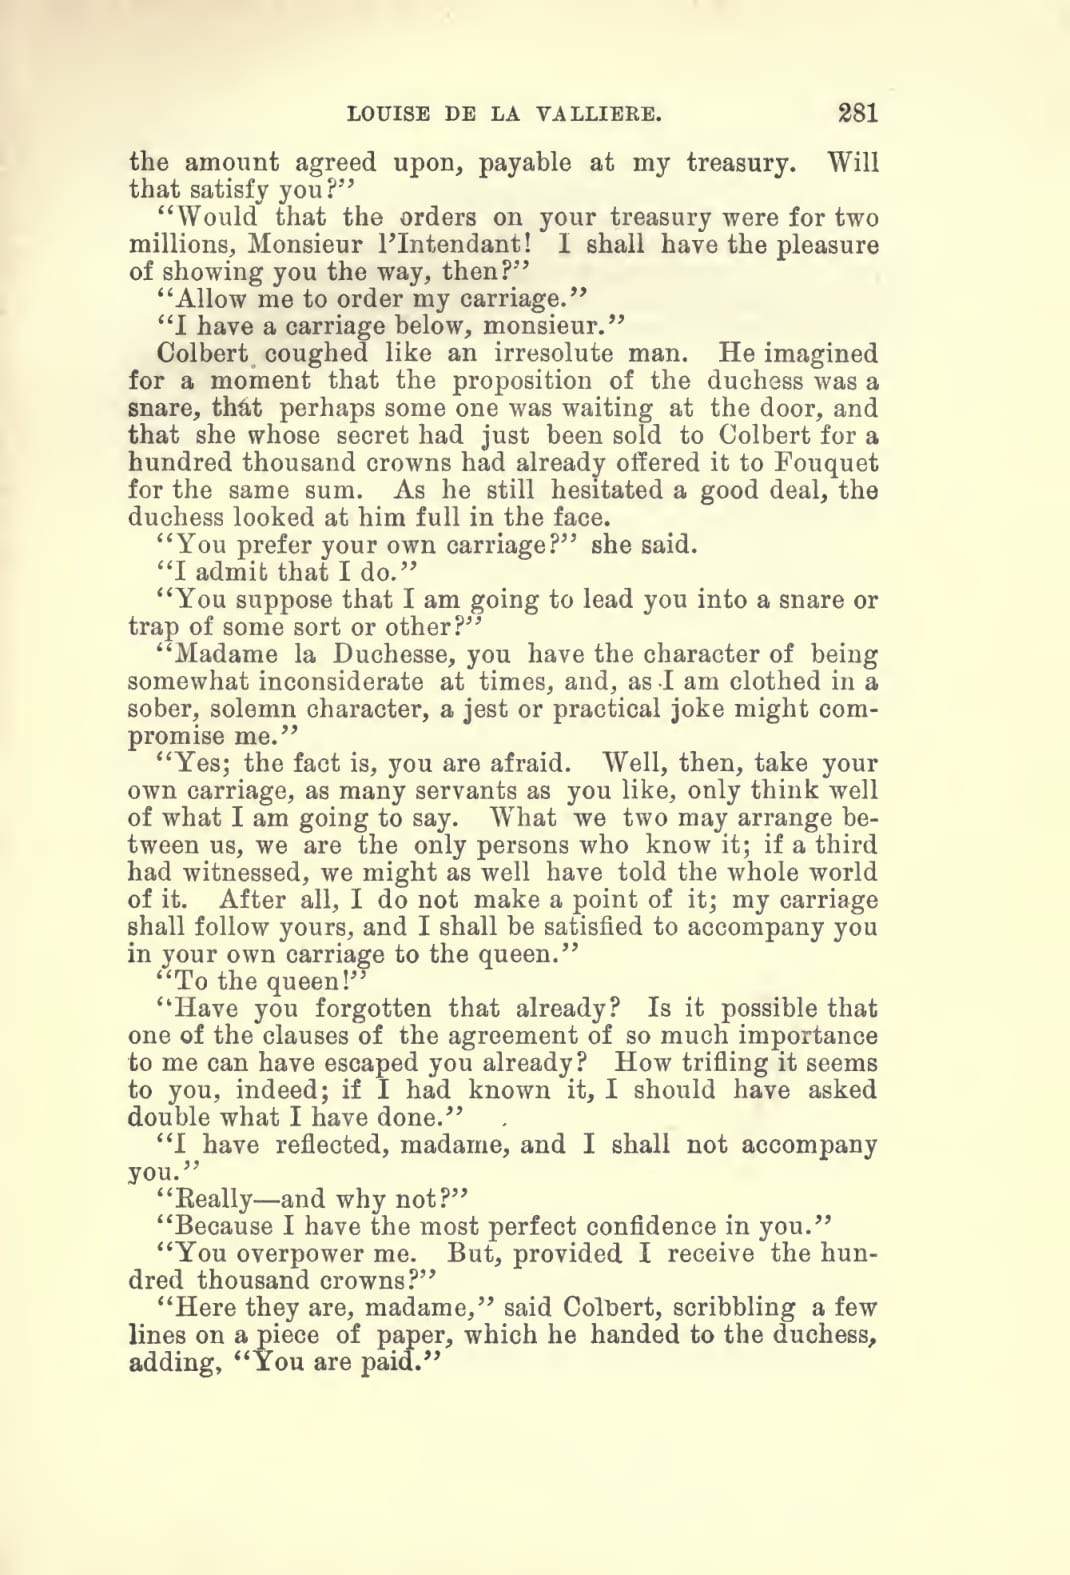 LOUISE DE LA VALLIERE. 281
the amount agreed upon, payable at my treasury. Will
that satisfy you?”
“Would that the orders on your treasury were for two
millions, Monsieur l’Intendant! I shall have the pleasure
of showing you the way, then?”
“Allow me to order my carriage.”
“I have a carriage below, monsieur.”
Colbert coughed like an irresolute man. He imagined
for a moment that the proposition of the duchess was a
snare, that perhaps some one was waiting at the door, and
that she whose secret had just been sold to Colbert for a
hundred thousand crowns had already offered it to Fouquet
for the same sum. As he still hesitated a good deal, the
duchess looked at him full in the face.
“You prefer your own carriage?” she said.
“I admit that I do.”
“You suppose that I am going to lead you into a snare or
trap of some sort or other?”
“Madame la Duchesse, you have the character of being
somewhat inconsiderate at times, and, as I am clothed in a
sober, solemn character, a jest or practical joke might com-
promise me.”
“Yes; the fact is, you are afraid. Well, then, take your
own carriage, as many servants as you like, only think well
of what I am going to say. What we two may arrange be-
tween us, we are the only persons who know it; if a third
had witnessed, we might as well have told the whole world
of it. After all, I do not make a point of it; my carriage
shall follow yours, and I shall be satisfied to accompany you
in your own carriage to the queen.”
“To the queen!”
“Have you forgotten that already? Is it possible that
one of the clauses of the agreement of so much importance
to me can have escaped you already? How trifling it seems
to you, indeed; if I had known it, I should have asked
double what I have done.”
“I have reflected, madame, and I shall not accompany
you.”
“Really—and why not?”
“Because I have the most perfect confidence in you.”
“You overpower me. But, provided I receive the hun-
dred thousand crowns?”
“Here they are, madame,” said Colbert, scribbling a few
lines on a piece of paper, which he handed to the duchess,
adding, “You are paid.”